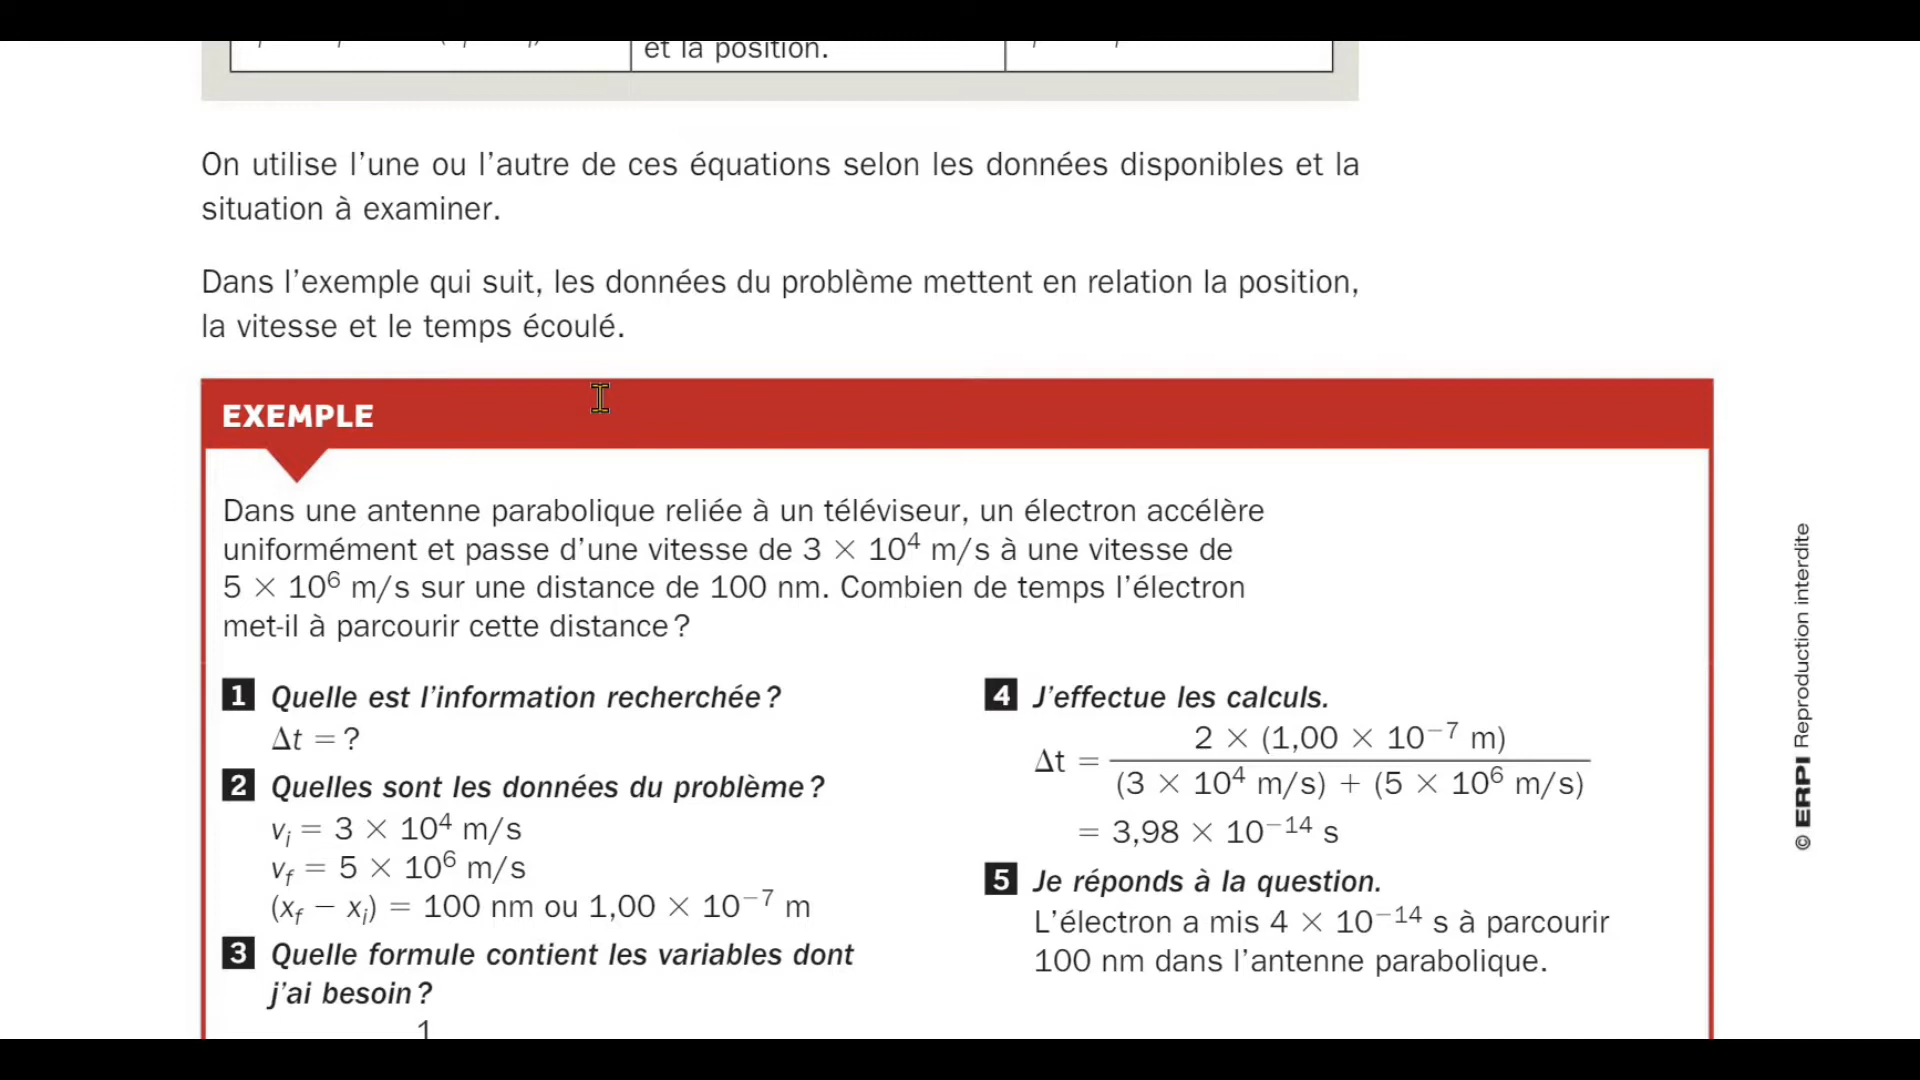 et la position.
On utilise l’une ou l’autre de ces équations selon les données disponibles et la
situation à examiner.
Dans l’exemple qui suit, les données du problème mettent en relation la position,
la vitesse et le temps écoulé.
EXEMPLE
Dans une antenne parabolique reliée à un téléviseur, un électron accélère
uniformément et passe d’une vitesse de 3 × 10⁴ m/s à une vitesse de
5 × 10⁶ m/s sur une distance de 100 nm. Combien de temps l’électron
met-il à parcourir cette distance ?
1 Quelle est l’information recherchée ?
Δt = ?
2 Quelles sont les données du problème ?
vᵢ = 3 × 10⁴ m/s
v_f = 5 × 10⁶ m/s
(x_f − xᵢ) = 100 nm ou 1,00 × 10⁻⁷ m
3 Quelle formule contient les variables dont
j’ai besoin ?
1
4 J’effectue les calculs.
2 × (1,00 × 10⁻⁷ m)
Δt =
(3 × 10⁴ m/s) + (5 × 10⁶ m/s)
= 3,98 × 10⁻¹⁴ s
5 Je réponds à la question.
L’électron a mis 4 × 10⁻¹⁴ s à parcourir
100 nm dans l’antenne parabolique.
© ERPI Reproduction interdite